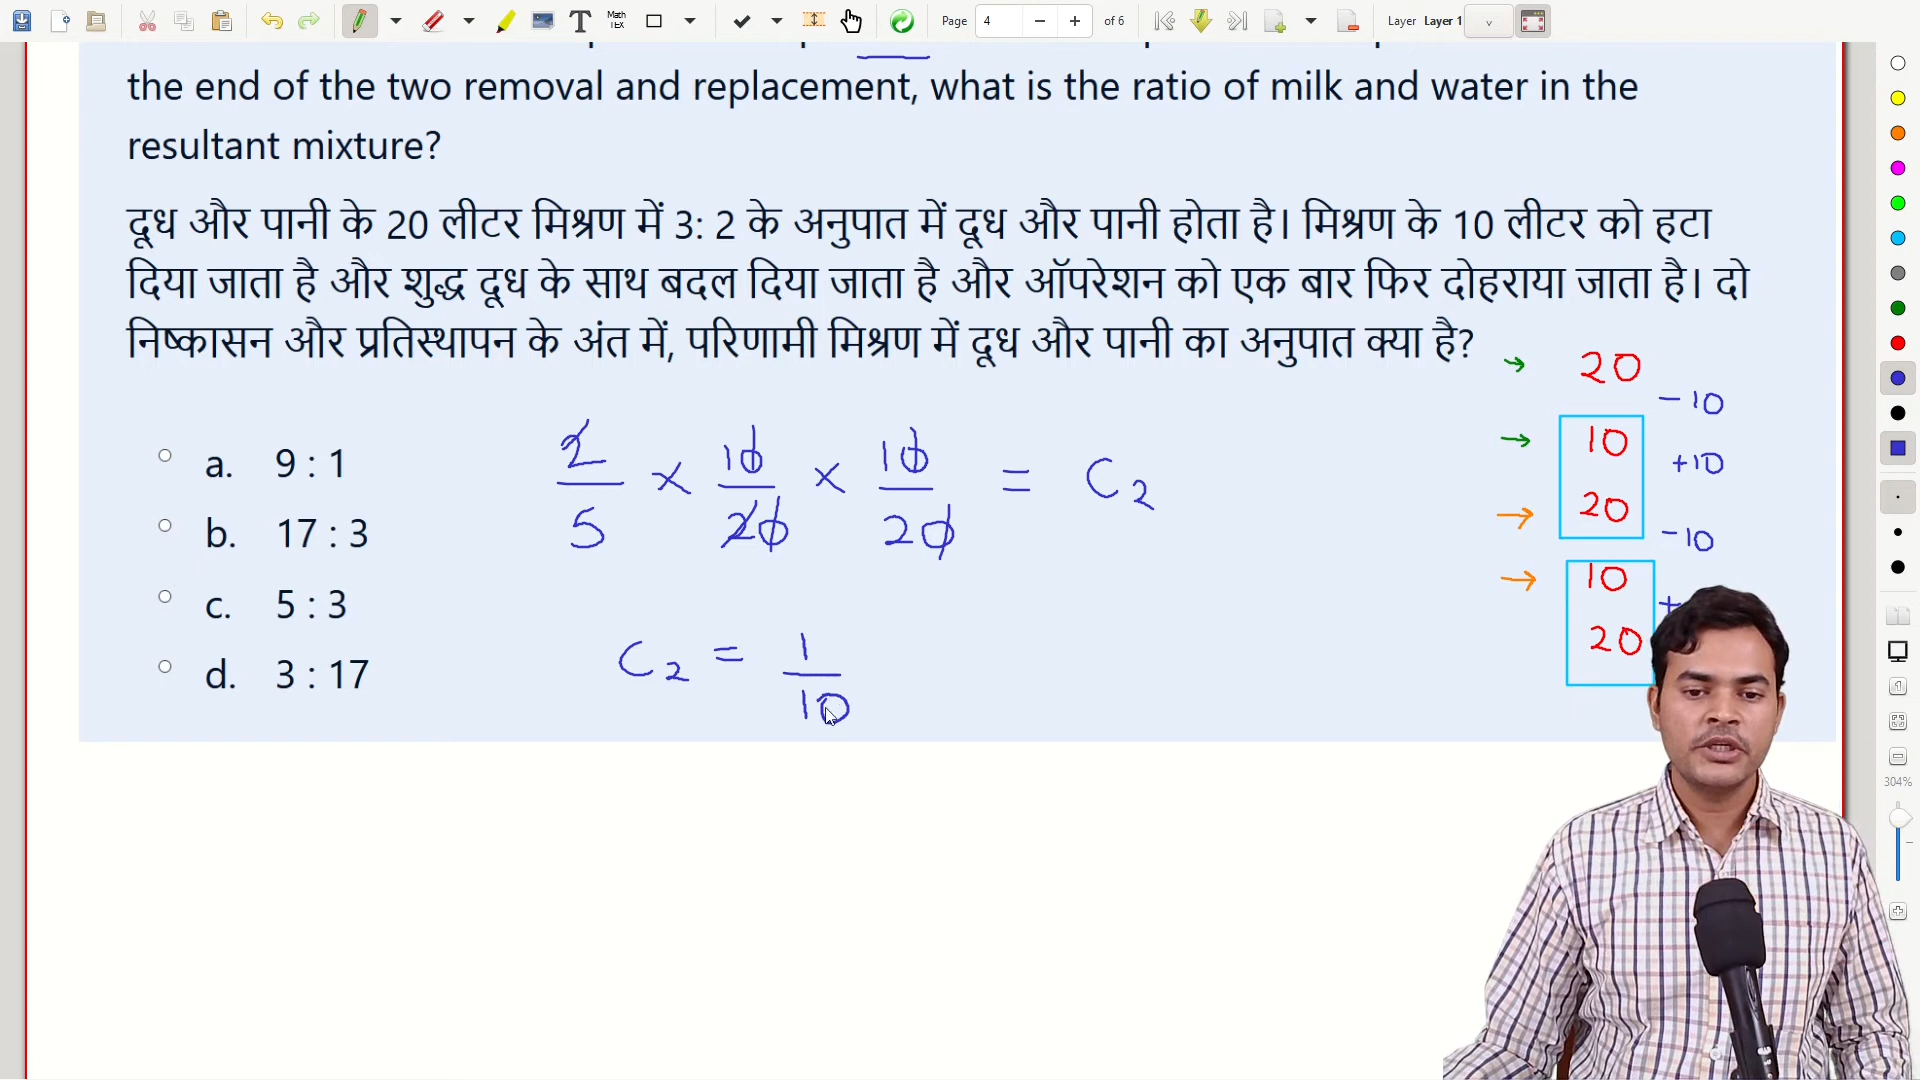 Math
TEX
Page 4 of 6 Layer Layer 1
the end of the two removal and replacement, what is the ratio of milk and water in the
resultant mixture?
दूध और पानी के 20 लीटर मिश्रण में 3: 2 के अनुपात में दूध और पानी होता है। मिश्रण के 10 लीटर को हटा
दिया जाता है और शुद्ध दूध के साथ बदल दिया जाता है और ऑपरेशन को एक बार फिर दोहराया जाता है। दो
निष्कासन और प्रतिस्थापन के अंत में, परिणामी मिश्रण में दूध और पानी का अनुपात क्या है?
a. 9 : 1
b. 17 : 3
c. 5 : 3
d. 3 : 17
2/5 × 10/20 × 10/20 = C2
C2 = 1/10
→ 20
- 10
→ 10
+10
→ 20
- 10
→ 10
+
20
304%